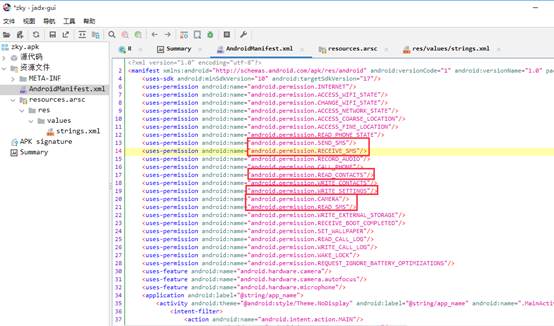 *zky - jadx-gui
文件 视图 导航 工具 帮助
zky.apk
源代码
资源文件
META-INF
AndroidManifest.xml
resources.arsc
res
values
strings.xml
APK signature
Summary
R Summary AndroidManifest.xml resources.arsc res/values/strings.xml
<?xml version="1.0" encoding="utf-8"?>
2 <manifest xmlns:android="http://schemas.android.com/apk/res/android" android:versionCode="1" android:versionName="1.0" pa
6 <uses-sdk android:minSdkVersion="10" android:targetSdkVersion="17"/>
<uses-permission android:name="android.permission.INTERNET"/>
<uses-permission android:name="android.permission.ACCESS_WIFI_STATE"/>
<uses-permission android:name="android.permission.CHANGE_WIFI_STATE"/>
<uses-permission android:name="android.permission.ACCESS_NETWORK_STATE"/>
10 <uses-permission android:name="android.permission.ACCESS_COARSE_LOCATION"/>
11 <uses-permission android:name="android.permission.ACCESS_FINE_LOCATION"/>
12 <uses-permission android:name="android.permission.READ_PHONE_STATE"/>
13 <uses-permission android:name="android.permission.SEND_SMS"/>
14 <uses-permission android:name="android.permission.RECEIVE_SMS"/>
15 <uses-permission android:name="android.permission.RECORD_AUDIO"/>
16 <uses-permission android:name="android.permission.CALL_PHONE"/>
17 <uses-permission android:name="android.permission.READ_CONTACTS"/>
18 <uses-permission android:name="android.permission.WRITE_CONTACTS"/>
19 <uses-permission android:name="android.permission.WRITE_SETTINGS"/>
20 <uses-permission android:name="android.permission.CAMERA"/>
21 <uses-permission android:name="android.permission.READ_SMS"/>
22 <uses-permission android:name="android.permission.WRITE_EXTERNAL_STORAGE"/>
23 <uses-permission android:name="android.permission.RECEIVE_BOOT_COMPLETED"/>
24 <uses-permission android:name="android.permission.SET_WALLPAPER"/>
25 <uses-permission android:name="android.permission.READ_CALL_LOG"/>
26 <uses-permission android:name="android.permission.WRITE_CALL_LOG"/>
27 <uses-permission android:name="android.permission.WAKE_LOCK"/>
28 <uses-permission android:name="android.permission.REQUEST_IGNORE_BATTERY_OPTIMIZATIONS"/>
29 <uses-feature android:name="android.hardware.camera"/>
30 <uses-feature android:name="android.hardware.camera.autofocus"/>
31 <uses-feature android:name="android.hardware.microphone"/>
32 <application android:label="@string/app_name">
35 <activity android:theme="@android:style/Theme.NoDisplay" android:label="@string/app_name" android:name=".MainActiv
<intent-filter>
<action android:name="android.intent.action.MAIN"/>